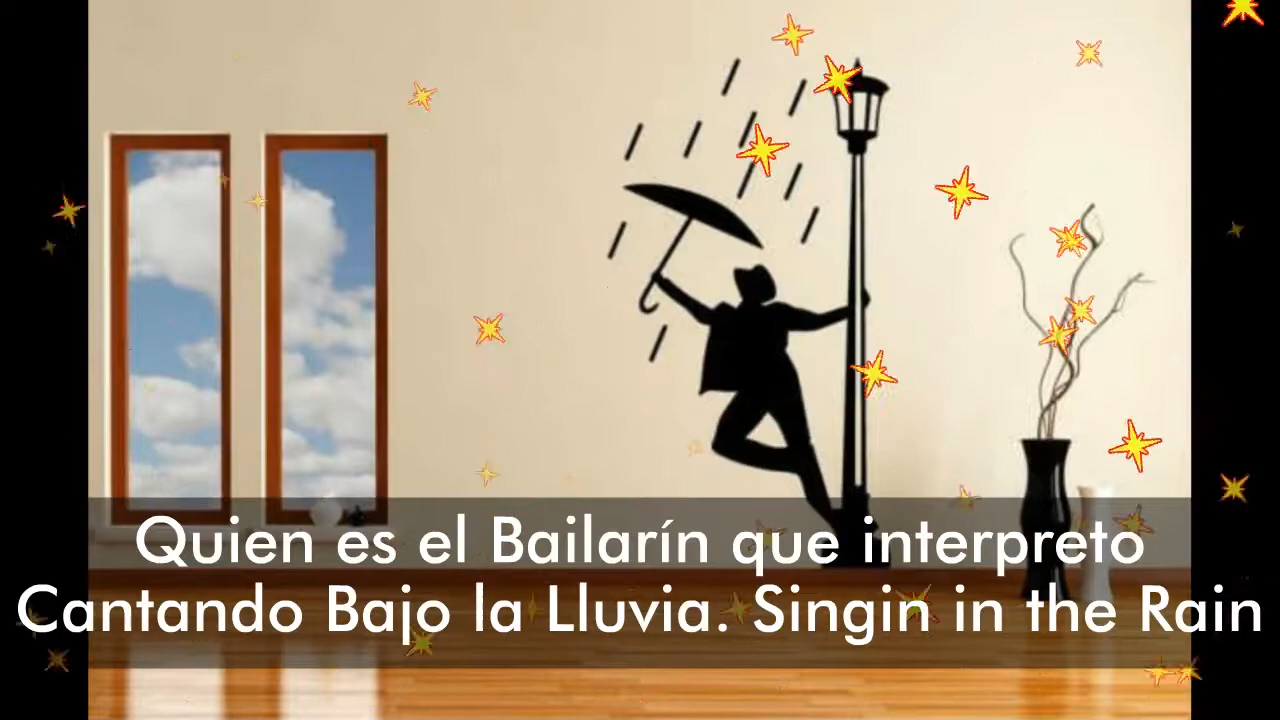 Quien es el Bailarín que interpreto
Cantando Bajo la Lluvia. Singin in the Rain